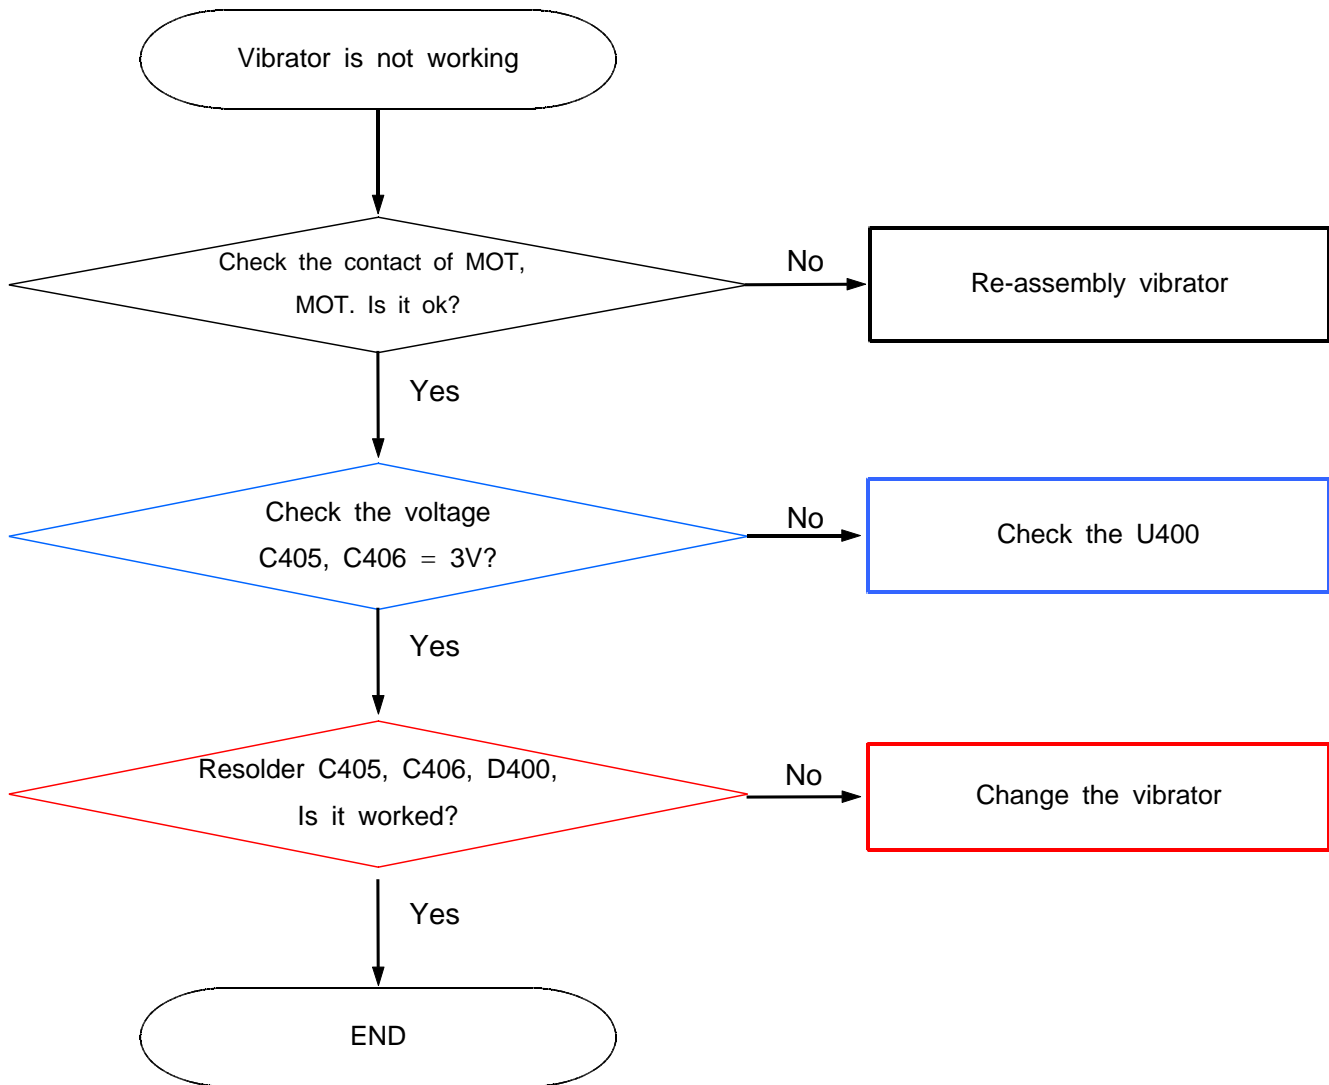 Vibrator is not working
Check the contact of MOT,
MOT. Is it ok?
No
Re-assembly vibrator
Yes
Check the voltage
C405, C406 = 3V?
No
Check the U400
Yes
Resolder C405, C406, D400,
Is it worked?
No
Change the vibrator
Yes
END